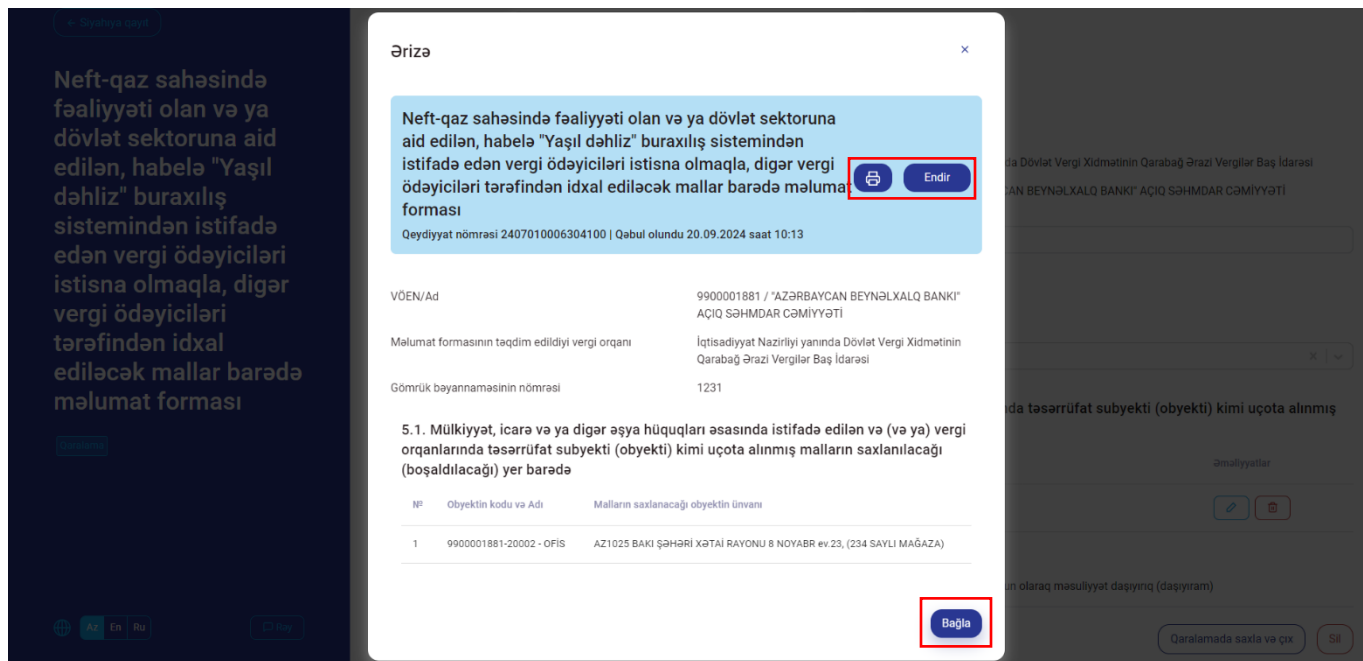 ← Siyahıya qayıt
Neft-qaz sahəsində
fəaliyyəti olan və ya
dövlət sektoruna aid
edilən, habelə "Yaşıl
dəhliz" buraxılış
sistemindən istifadə
edən vergi ödəyiciləri
istisna olmaqla, digər
vergi ödəyiciləri
tərəfindən idxal
ediləcək mallar barədə
məlumat forması
Qaralama
Az En Ru
Rəy
Ərizə
×
Neft-qaz sahəsində fəaliyyəti olan və ya dövlət sektoruna
aid edilən, habelə "Yaşıl dəhliz" buraxılış sistemindən
istifadə edən vergi ödəyiciləri istisna olmaqla, digər vergi
ödəyiciləri tərəfindən idxal ediləcək mallar barədə məlumat
forması
Endir
Qeydiyyat nömrəsi 2407010006304100 | Qəbul olundu 20.09.2024 saat 10:13
VÖEN/Ad
9900001881 / "AZƏRBAYCAN BEYNƏLXALQ BANKI"
AÇIQ SƏHMDAR CƏMİYYƏTİ
Məlumat formasının təqdim edildiyi vergi orqanı
İqtisadiyyat Nazirliyi yanında Dövlət Vergi Xidmətinin
Qarabağ Ərazi Vergilər Baş İdarəsi
Gömrük bəyannaməsinin nömrəsi
1231
5.1. Mülkiyyət, icarə və ya digər əşya hüquqları əsasında istifadə edilən və (və ya) vergi
orqanlarında təsərrüfat subyekti (obyekti) kimi uçota alınmış malların saxlanılacağı
(boşaldılacağı) yer barədə
№ Obyektin kodu və Adı Malların saxlanacağı obyektin ünvanı
1 9900001881-20002 - OFİS AZ1025 BAKI ŞƏHƏRİ XƏTAİ RAYONU 8 NOYABR ev.23, (234 SAYLI MAĞAZA)
Bağla
da Dövlət Vergi Xidmətinin Qarabağ Ərazi Vergilər Baş İdarəsi
CAN BEYNƏLXALQ BANKI" AÇIQ SƏHMDAR CƏMİYYƏTİ
×
da təsərrüfat subyekti (obyekti) kimi uçota alınmış
Əməliyyatlar
un olaraq məsuliyyət daşıyırıq (daşıyıram)
Qaralamada saxla və çıx
Sil